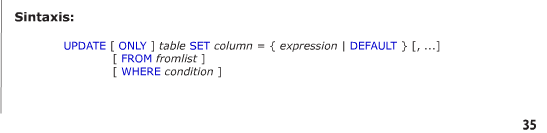 Sintaxis:
UPDATE [ ONLY ] table SET column = { expression | DEFAULT } [, ...]
[ FROM fromlist ]
[ WHERE condition ]
35